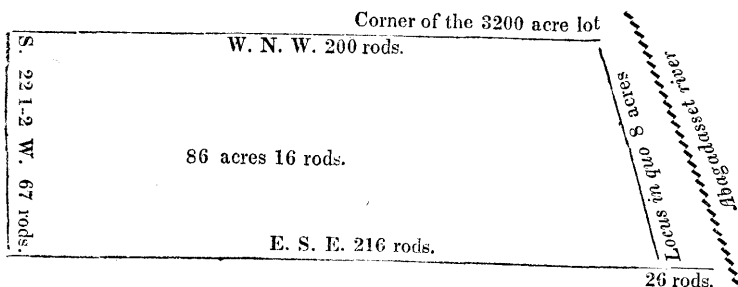 Corner of the 3200 acre lot
W. N. W. 200 rods.
S. 22 1-2 W. 67 rods.
86 acres 16 rods.
Locus in quo 8 acres
Abagadasset river
E. S. E. 216 rods.
26 rods.